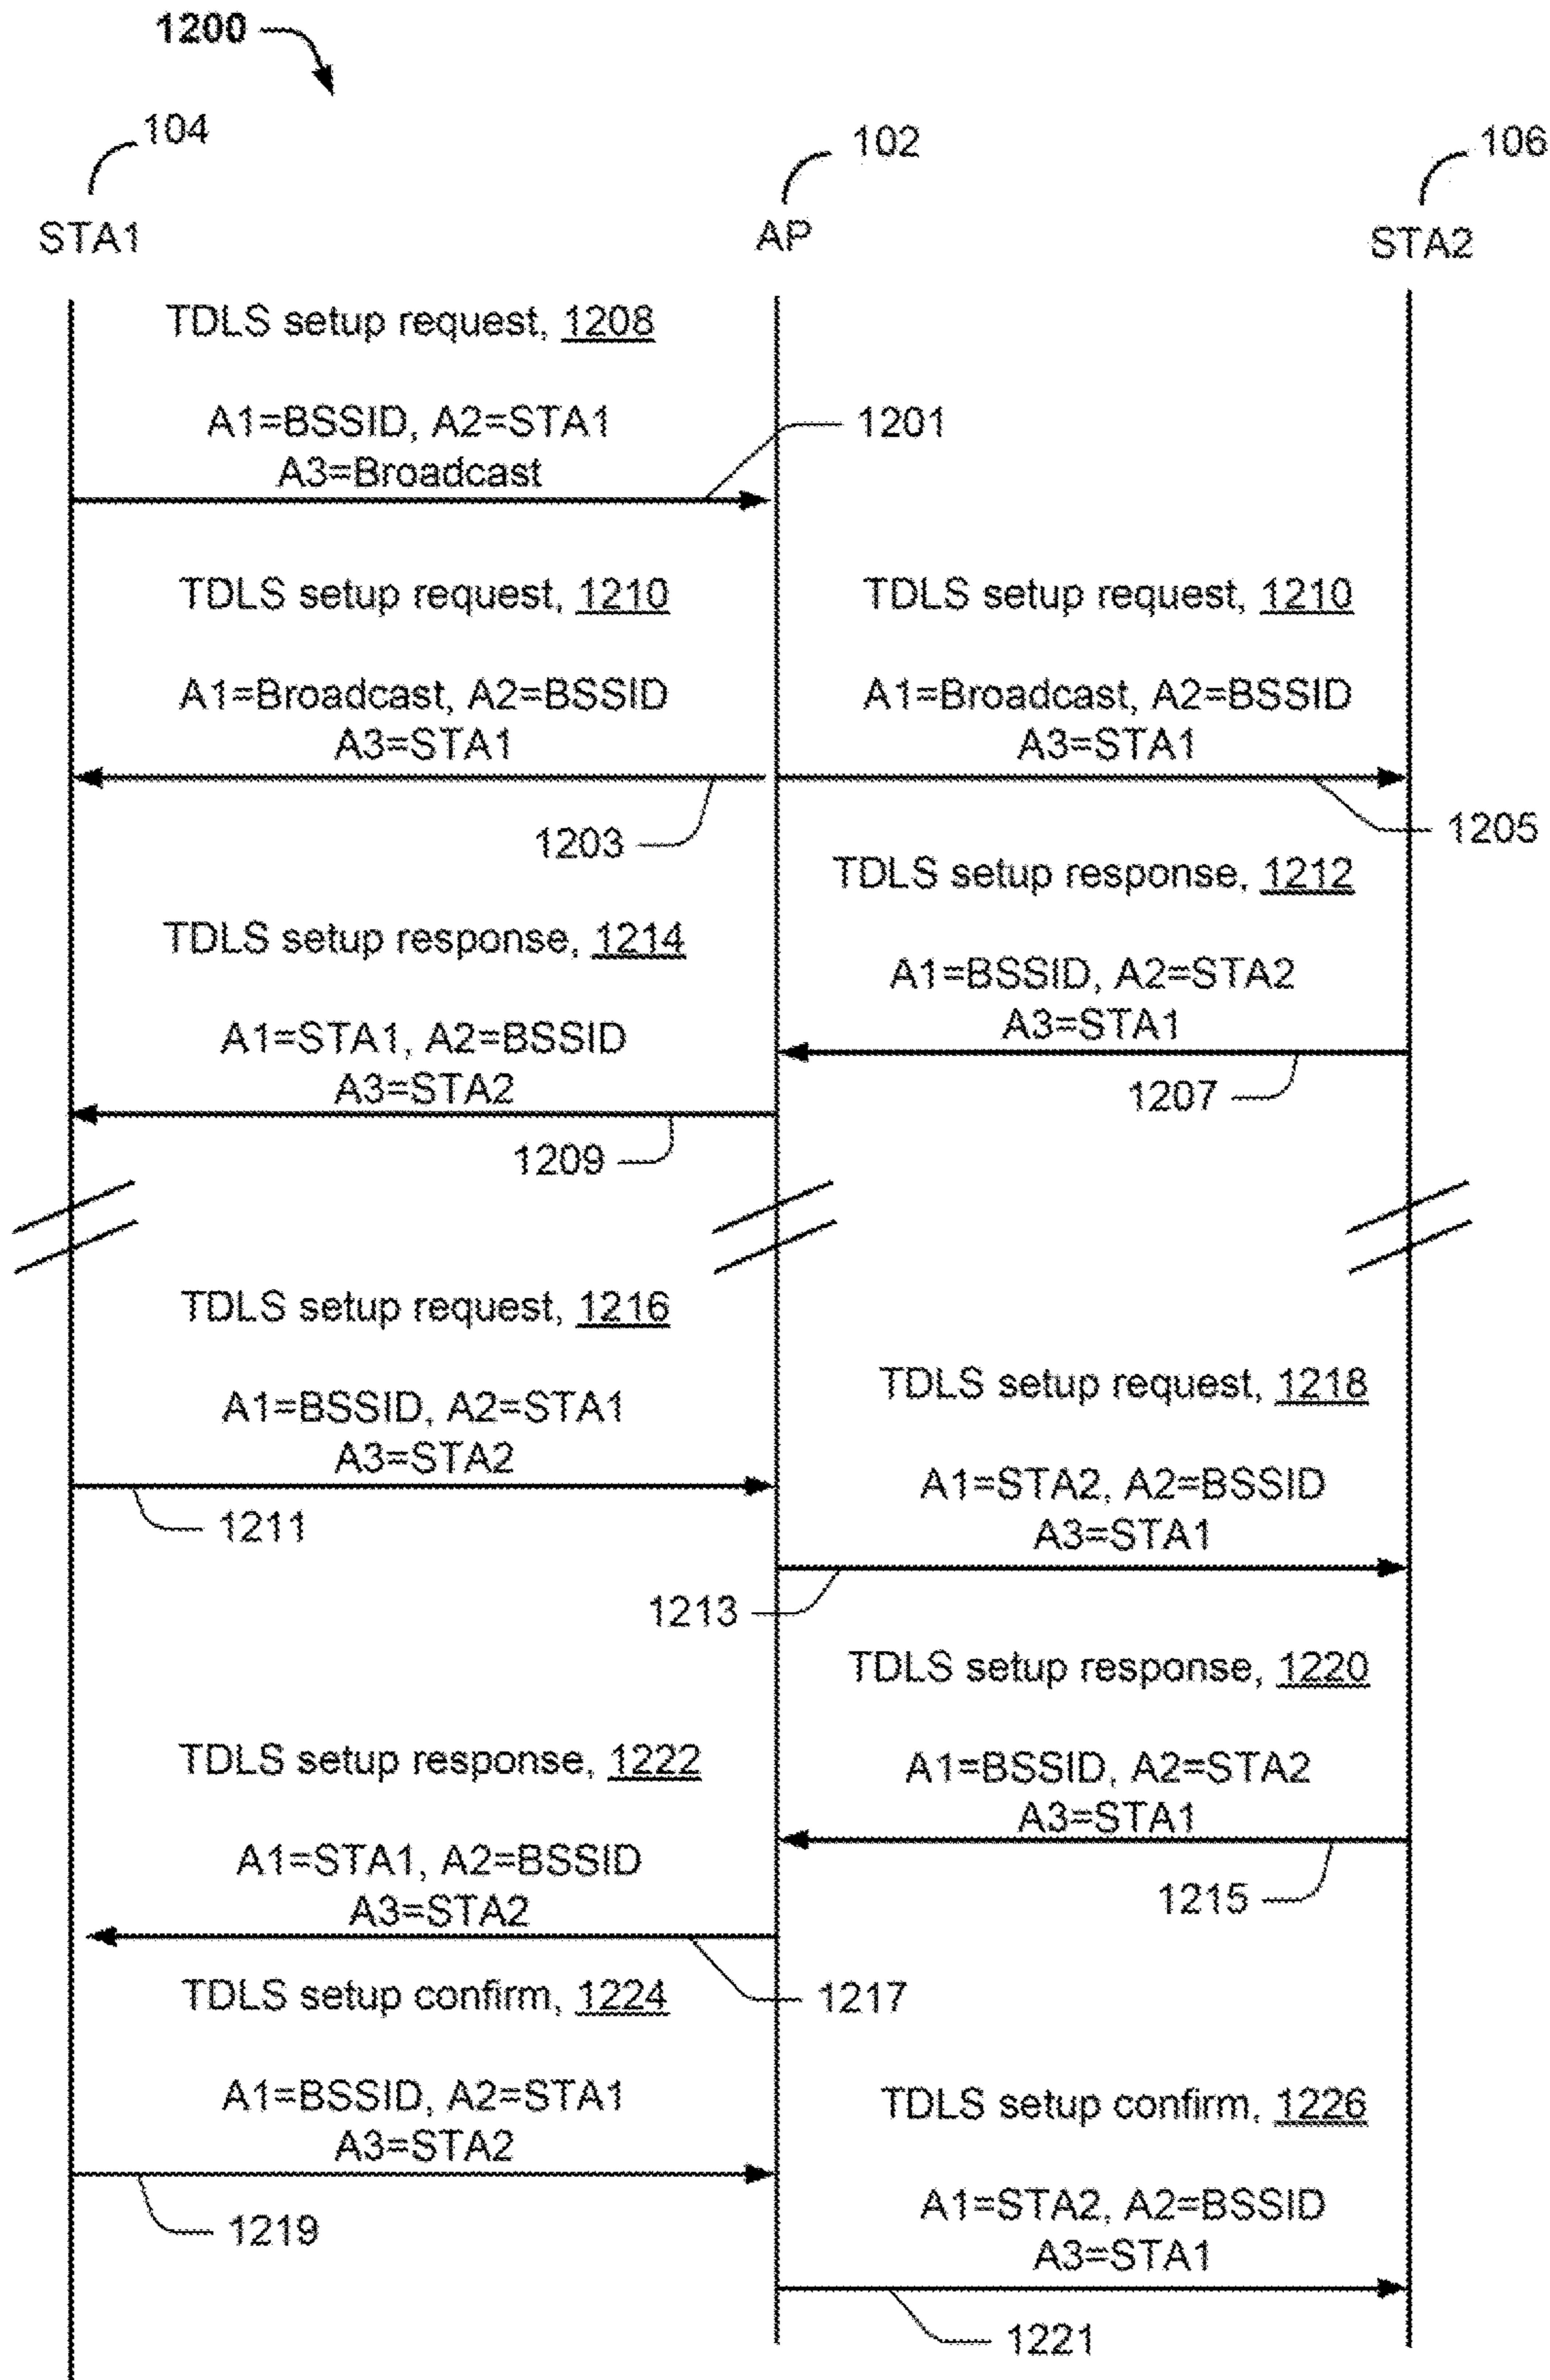 1200
104
102
106
STA1
AP
STA2
TDLS setup request, 1208
A1=BSSID, A2=STA1
A3=Broadcast
1201
TDLS setup request, 1210
A1=Broadcast, A2=BSSID
A3=STA1
1203
TDLS setup request, 1210
A1=Broadcast, A2=BSSID
A3=STA1
1205
TDLS setup response, 1212
A1=BSSID, A2=STA2
A3=STA1
1207
TDLS setup response, 1214
A1=STA1, A2=BSSID
A3=STA2
1209
TDLS setup request, 1216
A1=BSSID, A2=STA1
A3=STA2
1211
TDLS setup request, 1218
A1=STA2, A2=BSSID
A3=STA1
1213
TDLS setup response, 1220
A1=BSSID, A2=STA2
A3=STA1
1215
TDLS setup response, 1222
A1=STA1, A2=BSSID
A3=STA2
1217
TDLS setup confirm, 1224
A1=BSSID, A2=STA1
A3=STA2
1219
TDLS setup confirm, 1226
A1=STA2, A2=BSSID
A3=STA1
1221